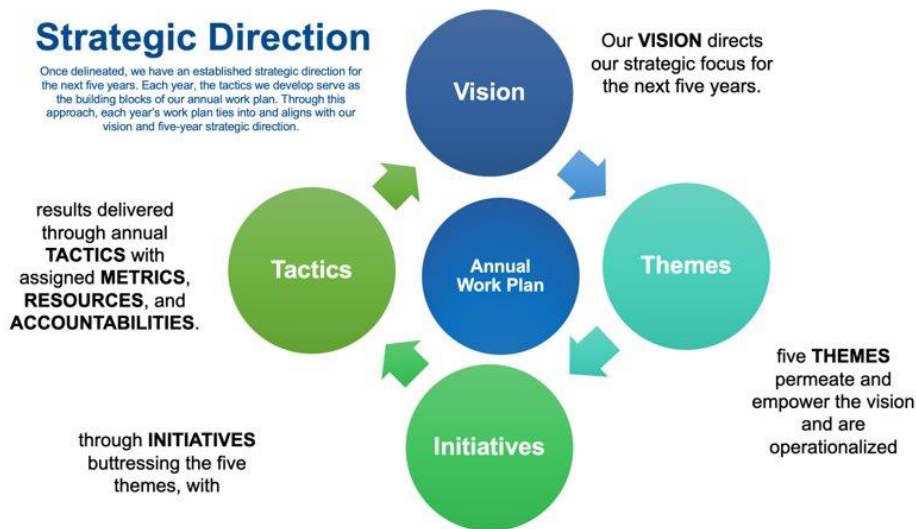 Strategic Direction
Once delineated, we have an established strategic direction for
the next five years. Each year, the tactics we develop serve as
the building blocks of our annual work plan. Through this
approach, each year's work plan ties into and aligns with our
vision and five-year strategic direction.
Vision
Our VISION directs
our strategic focus for
the next five years.
Themes
five THEMES
permeate and
empower the vision
and are
operationalized
Initiatives
through INITIATIVES
buttressing the five
themes, with
Tactics
results delivered
through annual
TACTICS with
assigned METRICS,
RESOURCES, and
ACCOUNTABILITIES.
Annual
Work Plan